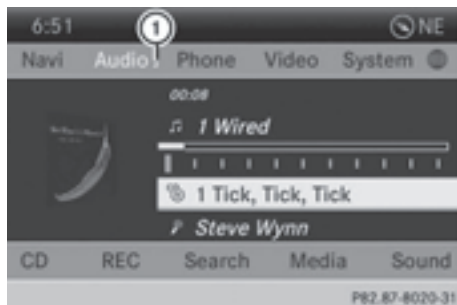 6:51 1 NE
Navi Audio Phone Video System
00:08
1 Wired
1 Tick, Tick, Tick
Steve Wynn
CD REC Search Media Sound
P82.87-8020-31